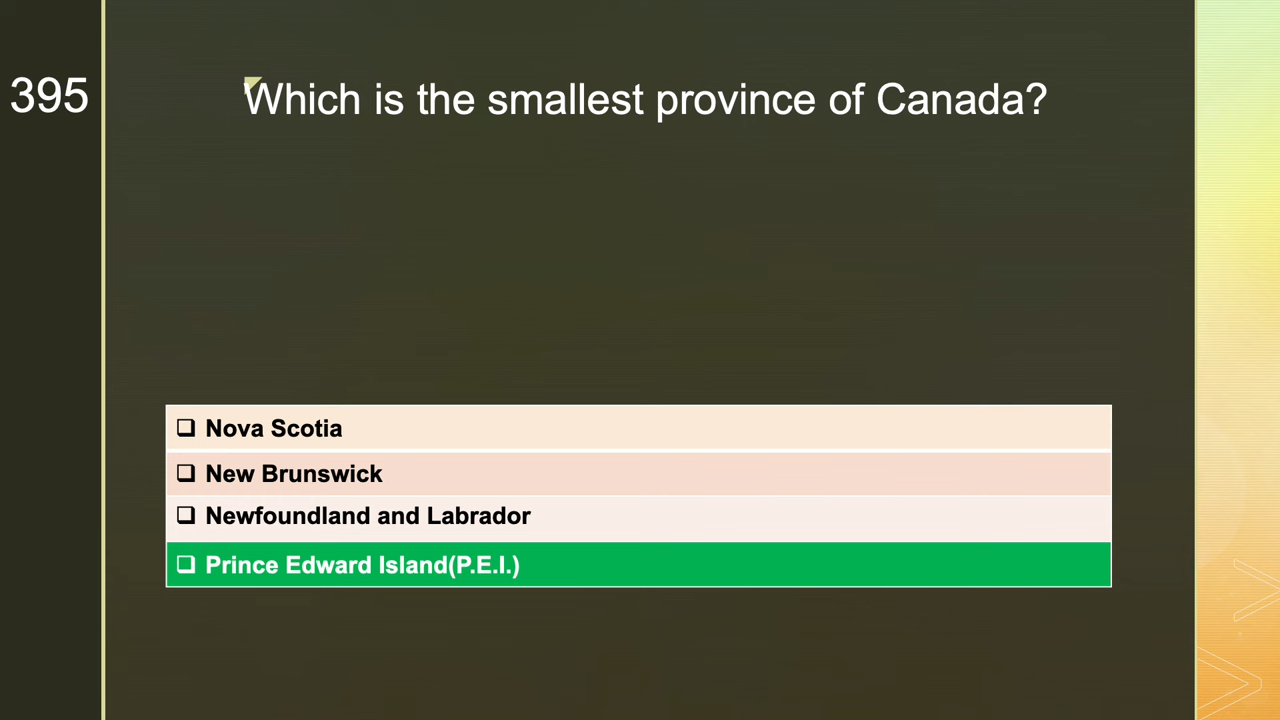 395
Which is the smallest province of Canada?
Nova Scotia
New Brunswick
Newfoundland and Labrador
Prince Edward Island(P.E.I.)